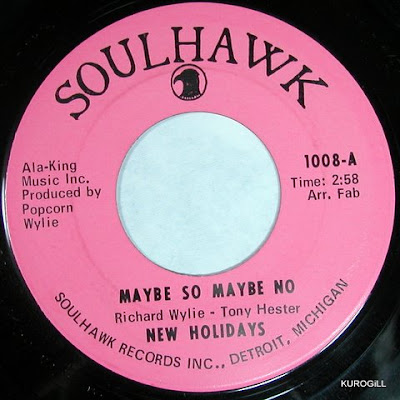 SOULHAWK
Ala-King
Music Inc.
Produced by
Popcorn
Wylie
1008-A
Time: 2:58
Arr. Fab
MAYBE SO MAYBE NO
Richard Wylie - Tony Hester
NEW HOLIDAYS
SOULHAWK RECORDS INC., DETROIT, MICHIGAN
KUROGiLL